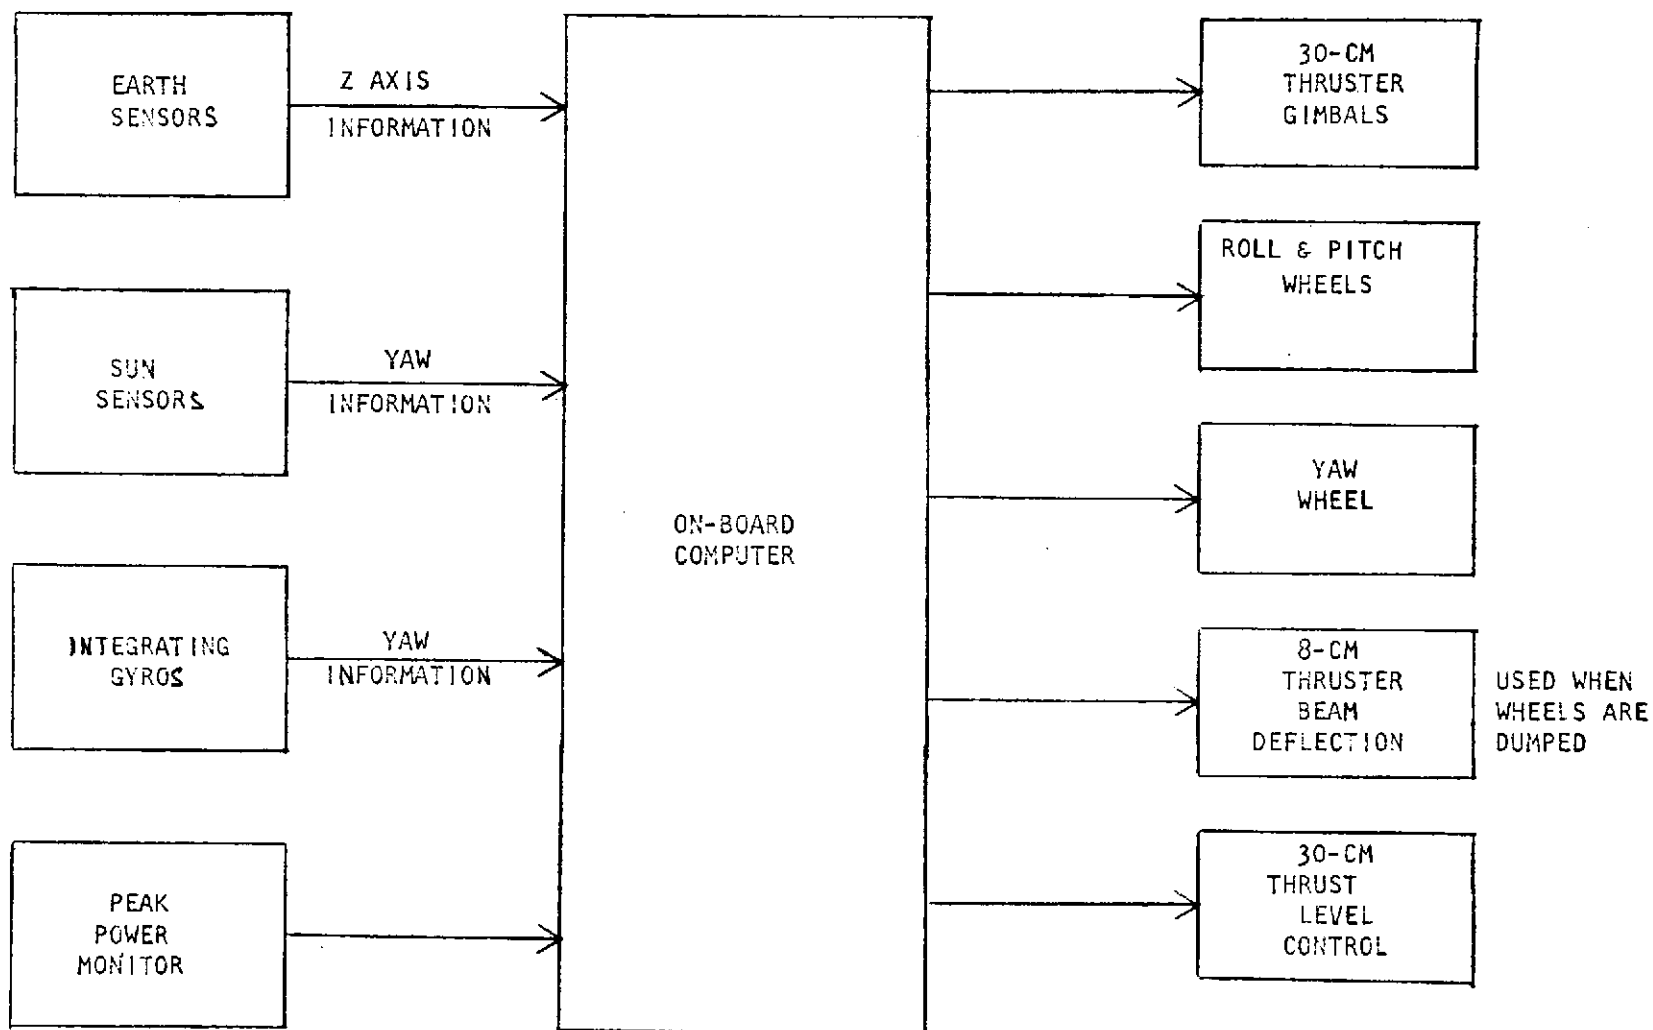 EARTH
SENSORS
Z AXIS
INFORMATION
SUN
SENSORS
YAW
INFORMATION
INTEGRATING
GYROS
YAW
INFORMATION
PEAK
POWER
MONITOR
ON-BOARD
COMPUTER
30-CM
THRUSTER
GIMBALS
ROLL & PITCH
WHEELS
YAW
WHEEL
8-CM
THRUSTER
BEAM
DEFLECTION
USED WHEN
WHEELS ARE
DUMPED
30-CM
THRUST
LEVEL
CONTROL